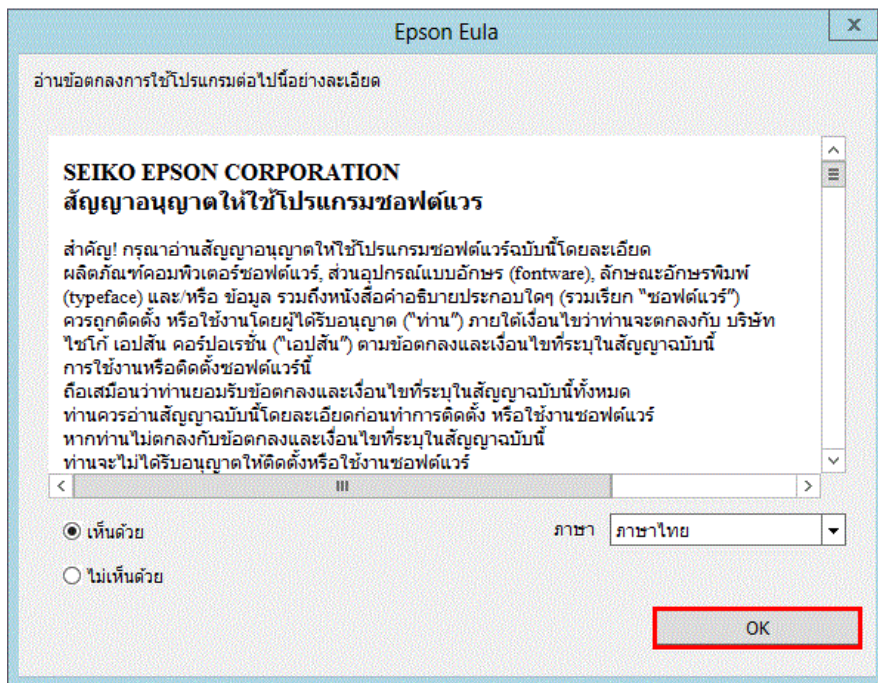 Epson Eula
x
อ่านข้อตกลงการใช้โปรแกรมต่อไปนี้อย่างละเอียด
SEIKO EPSON CORPORATION
สัญญาอนุญาตให้ใช้โปรแกรมซอฟต์แวร
สำคัญ! กรุณาอ่านสัญญาอนุญาตให้ใช้โปรแกรมซอฟต์แวร์ฉบับนี้โดยละเอียด
ผลิตภัณฑ์คอมพิวเตอร์ซอฟต์แวร์, ส่วนอุปกรณ์แบบอักษร (fontware), ลักษณะอักษรพิมพ์
(typeface) และ/หรือ ข้อมูล รวมถึงหนังสือคำอธิบายประกอบใดๆ (รวมเรียก "ซอฟต์แวร์")
ควรถูกติดตั้ง หรือใช้งานโดยผู้ได้รับอนุญาต ("ท่าน") ภายใต้เงื่อนไขว่าท่านจะตกลงกับ บริษัท
ไซโก้ เอปสัน คอร์ปอเรชั่น ("เอปสัน") ตามข้อตกลงและเงื่อนไขที่ระบุในสัญญาฉบับนี้
การใช้งานหรือติดตั้งซอฟต์แวร์นี้
ถือเสมือนว่าท่านยอมรับข้อตกลงและเงื่อนไขที่ระบุในสัญญาฉบับนี้ทั้งหมด
ท่านควรอ่านสัญญาฉบับนี้โดยละเอียดก่อนทำการติดตั้ง หรือใช้งานซอฟต์แวร์
หากท่านไม่ตกลงกับข้อตกลงและเงื่อนไขที่ระบุในสัญญาฉบับนี้
ท่านจะไม่ได้รับอนุญาตให้ติดตั้งหรือใช้งานซอฟต์แวร์
เห็นด้วย
ภาษา ภาษาไทย
ไม่เห็นด้วย
OK